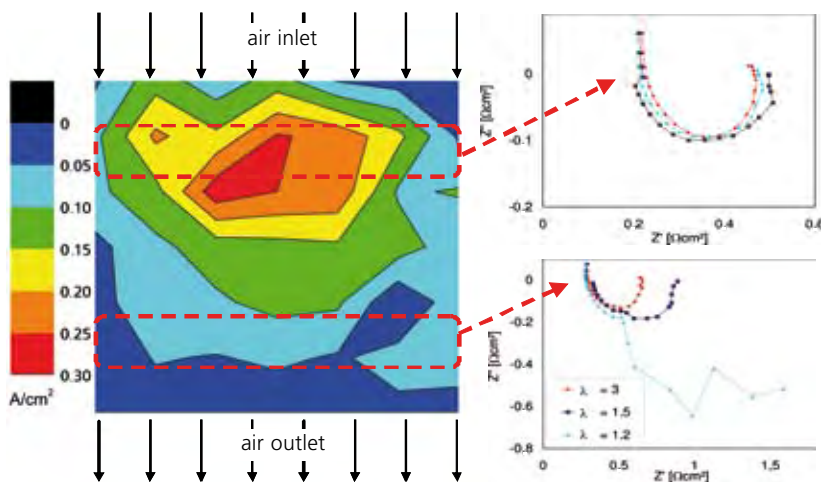 air inlet
0
0.05
0.10
0.15
0.20
0.25
0.30
A/cm²
air outlet
0
-0.1
-0.2
Z" [Ωcm²]
0
0.2
0.4
0.6
Z' [Ωcm²]
0
-0.2
-0.4
-0.6
-0.8
Z" [Ωcm²]
λ = 3
λ = 1.5
λ = 1.2
0
0.5
1
1.5
Z' [Ωcm²]